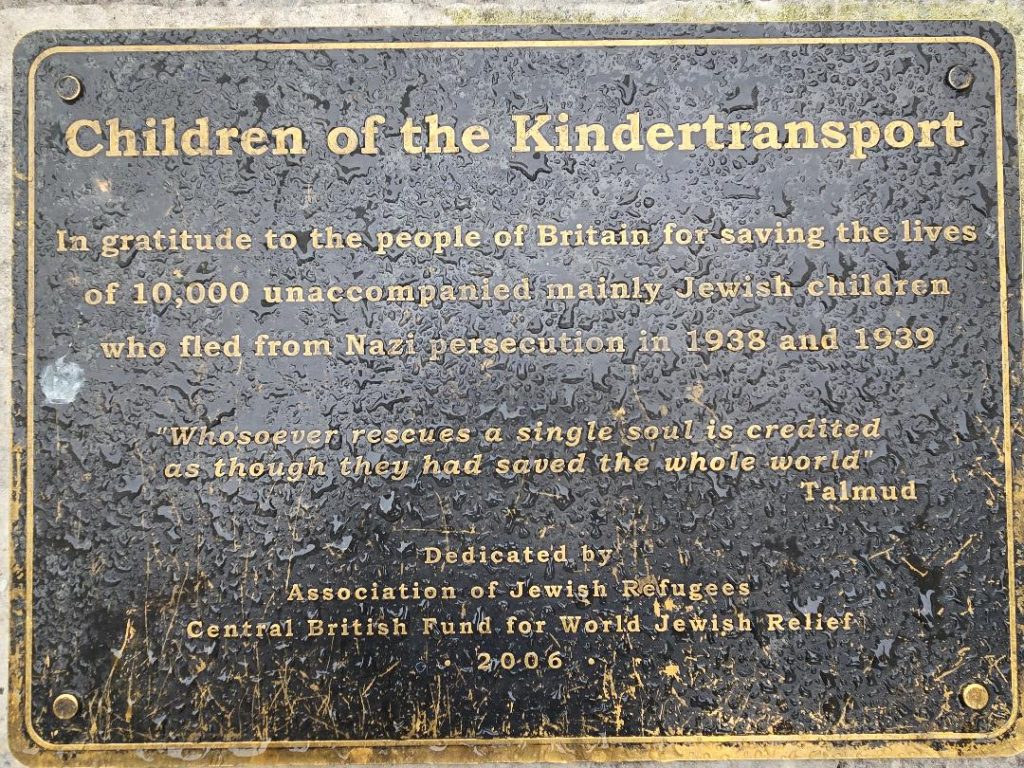 Children of the Kindertransport
In gratitude to the people of Britain for saving the lives
of 10,000 unaccompanied mainly Jewish children
who fled from Nazi persecution in 1938 and 1939
"Whosoever rescues a single soul is credited
as though they had saved the whole world"
Talmud
Dedicated by
Association of Jewish Refugees
Central British Fund for World Jewish Relief
· 2006 ·